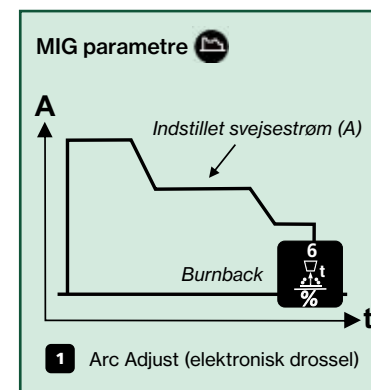 MIG parametre
A
Indstillet svejsestrøm (A)
6
t
Burnback
%
t
1 Arc Adjust (elektronisk drossel)